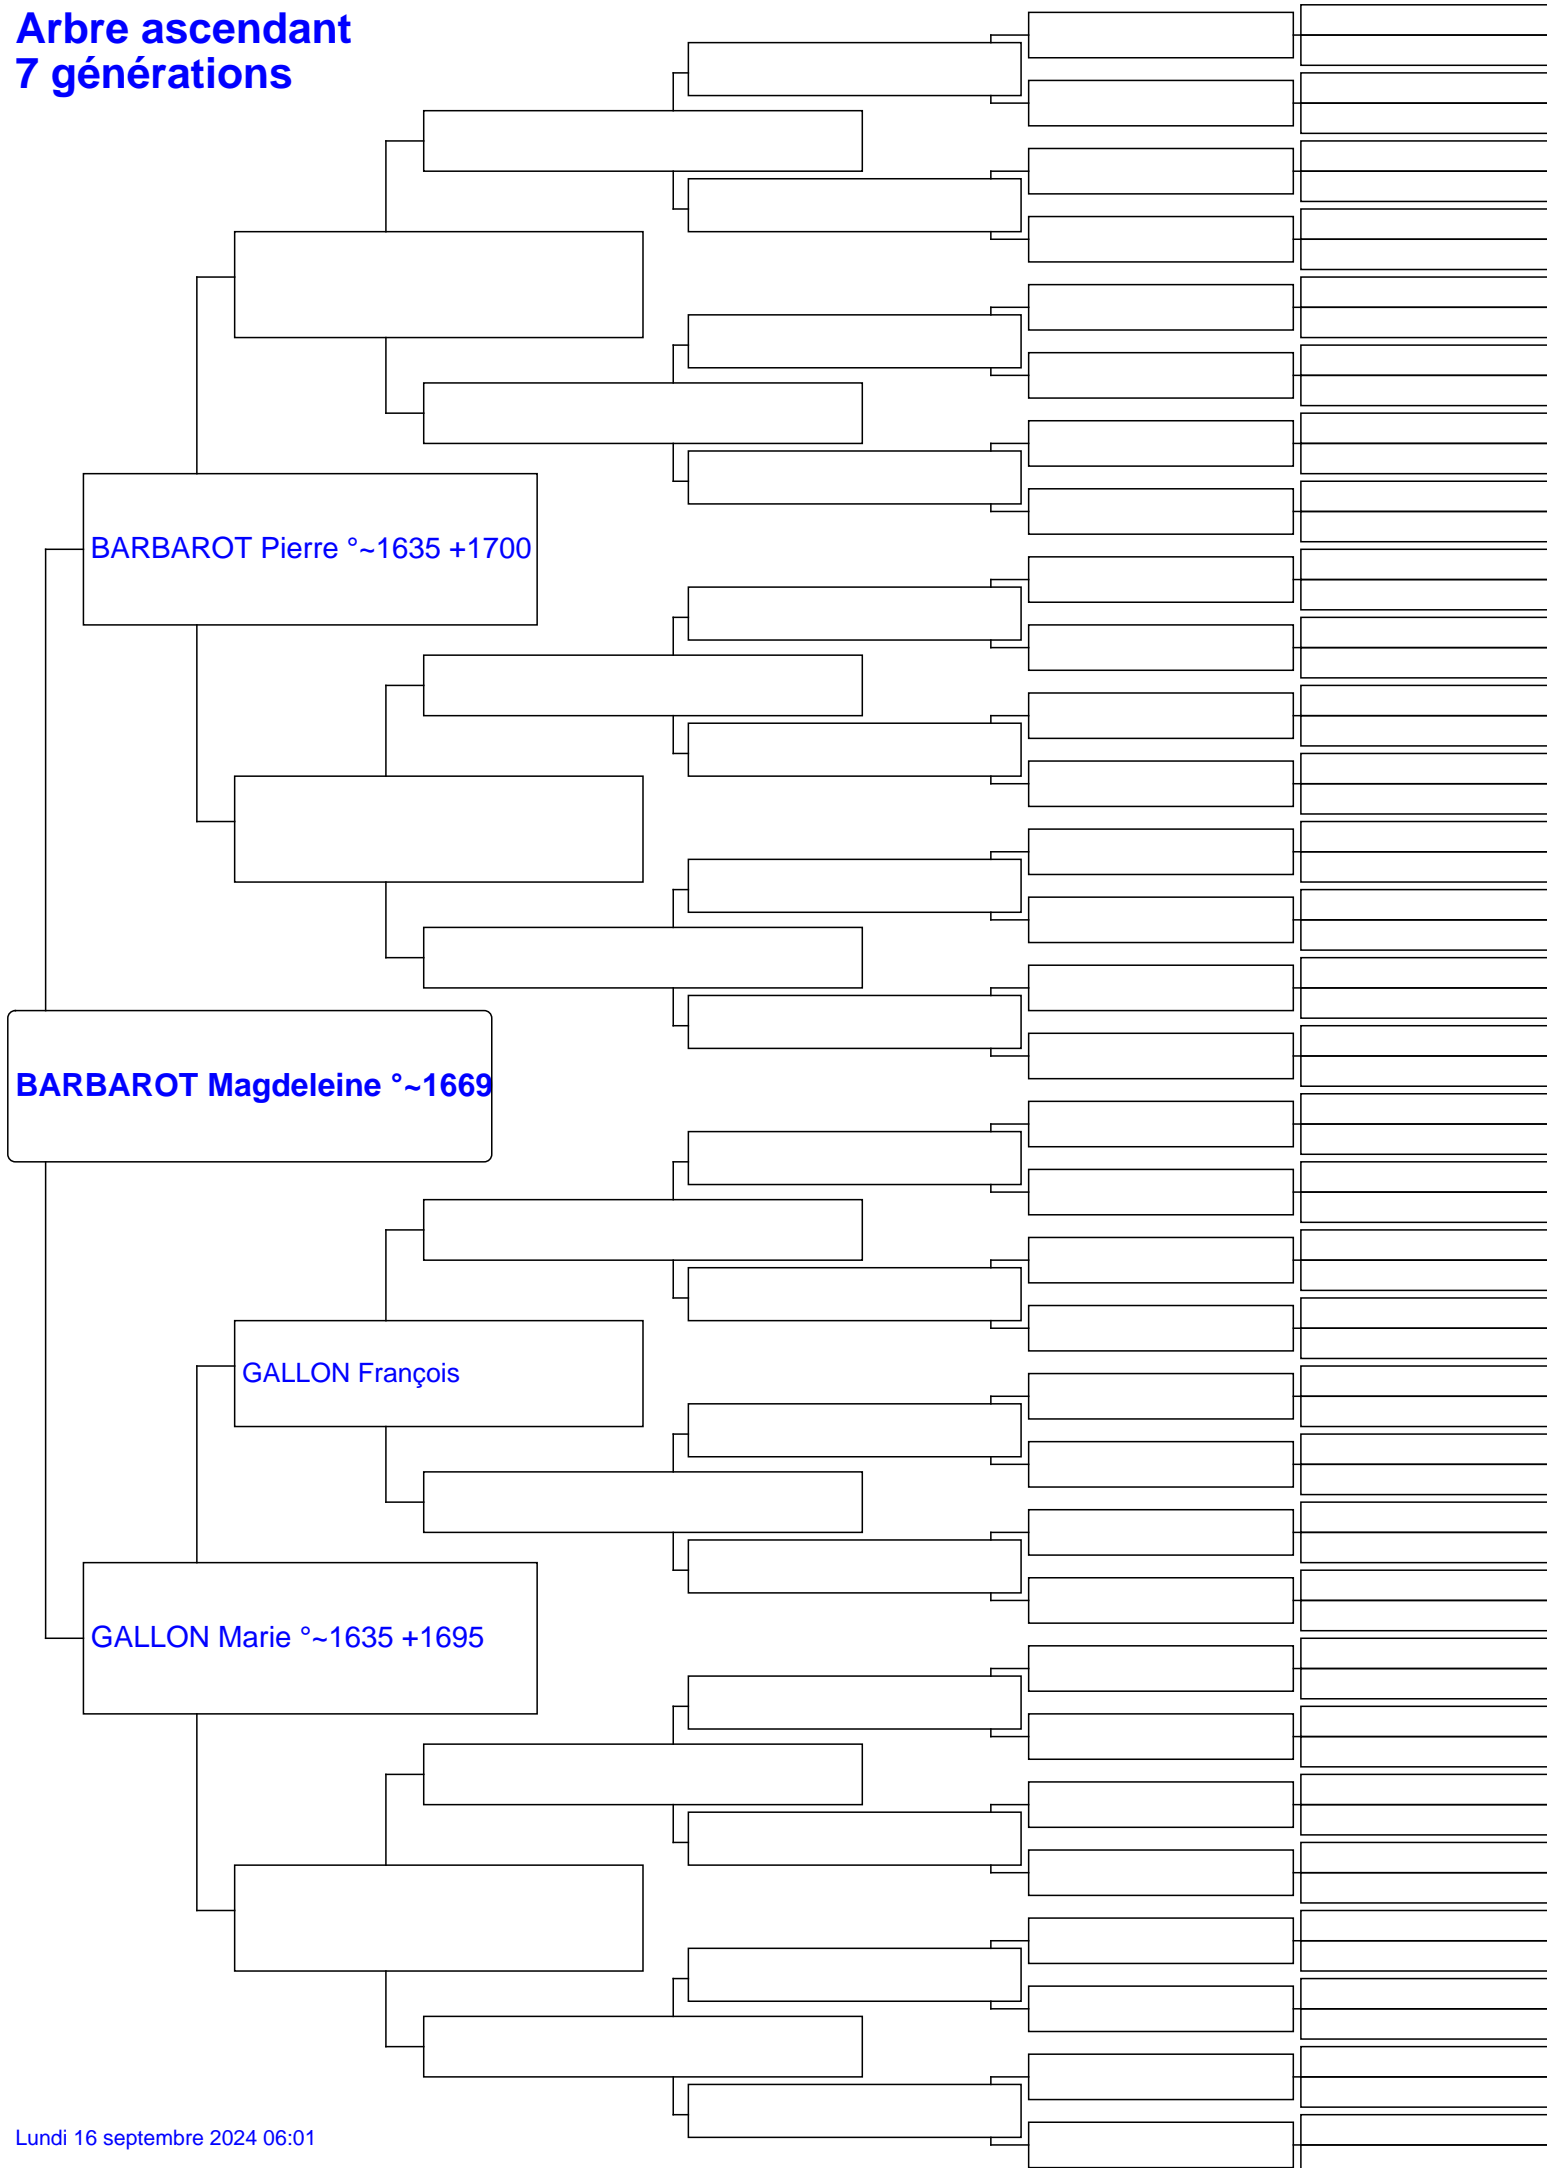 Arbre ascendant
7 générations
BARBAROT Pierre °~1635 +1700
BARBAROT Magdeleine °~1669
GALLON François
GALLON Marie °~1635 +1695
Lundi 16 septembre 2024 06:01